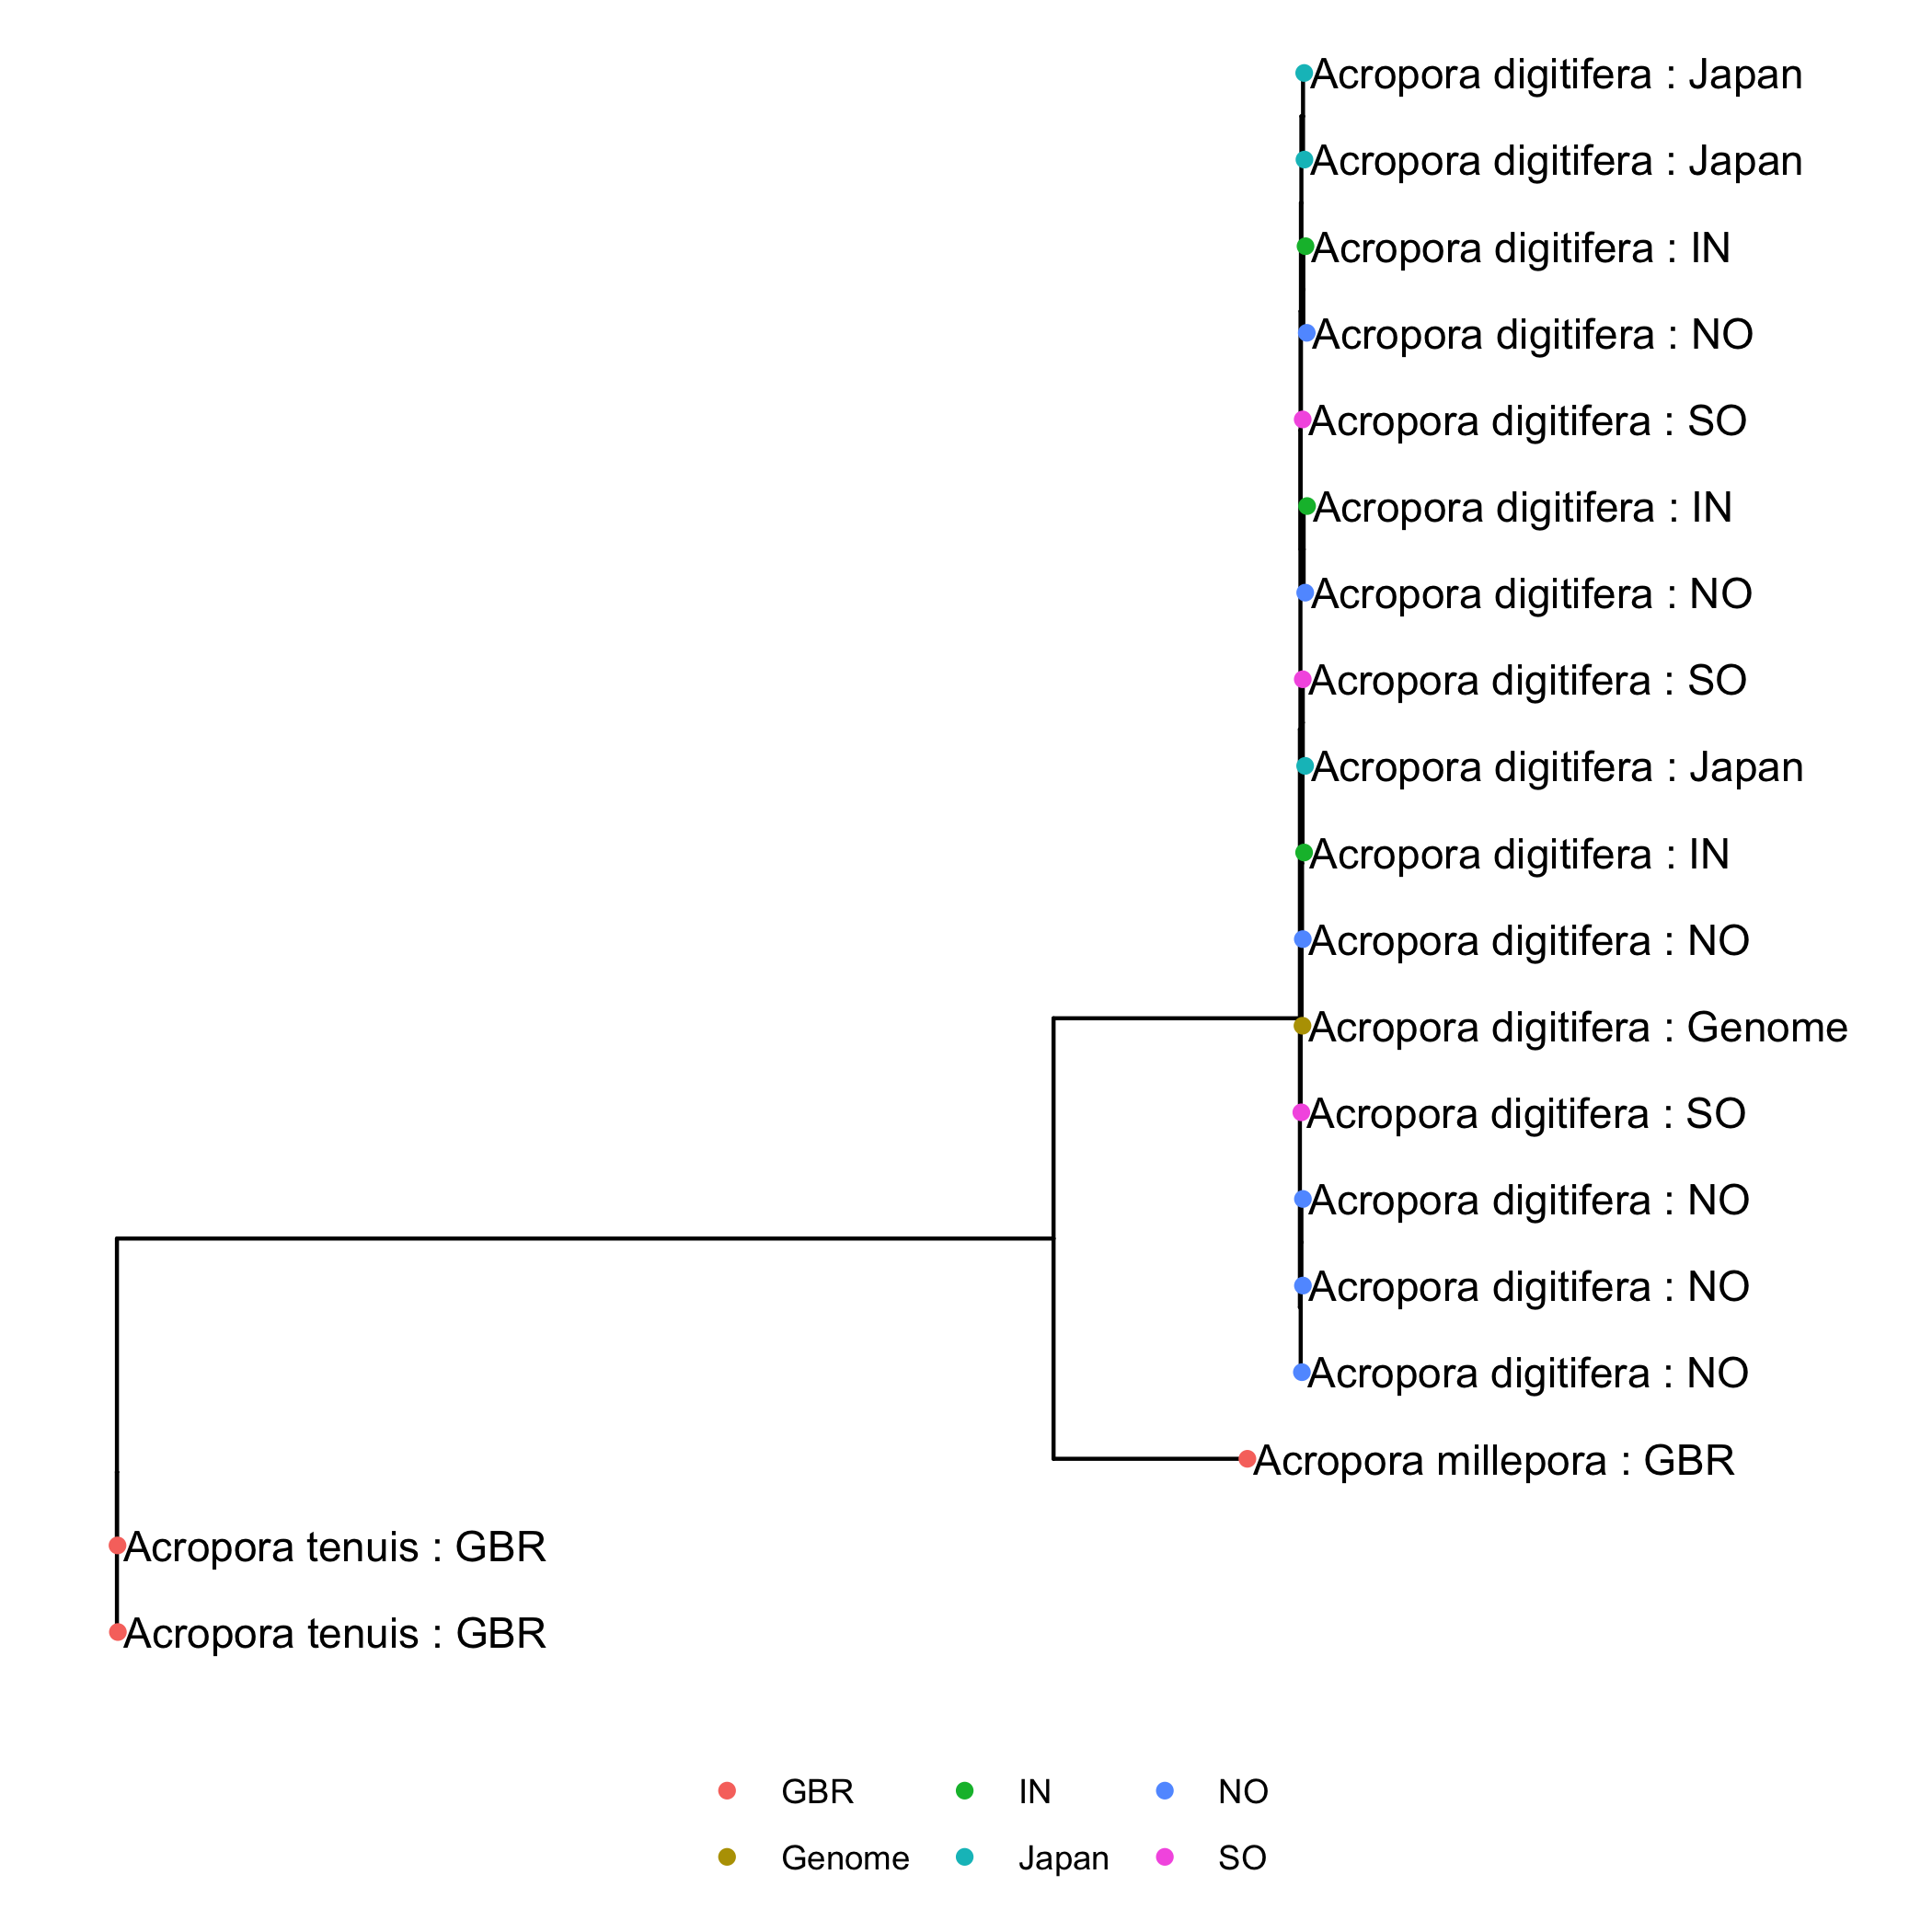 Acropora digitifera : Japan
Acropora digitifera : Japan
Acropora digitifera : IN
Acropora digitifera : NO
Acropora digitifera : SO
Acropora digitifera : IN
Acropora digitifera : NO
Acropora digitifera : SO
Acropora digitifera : Japan
Acropora digitifera : IN
Acropora digitifera : NO
Acropora digitifera : Genome
Acropora digitifera : SO
Acropora digitifera : NO
Acropora digitifera : NO
Acropora digitifera : NO
Acropora millepora : GBR
Acropora tenuis : GBR
Acropora tenuis : GBR
GBR IN NO
Genome Japan SO